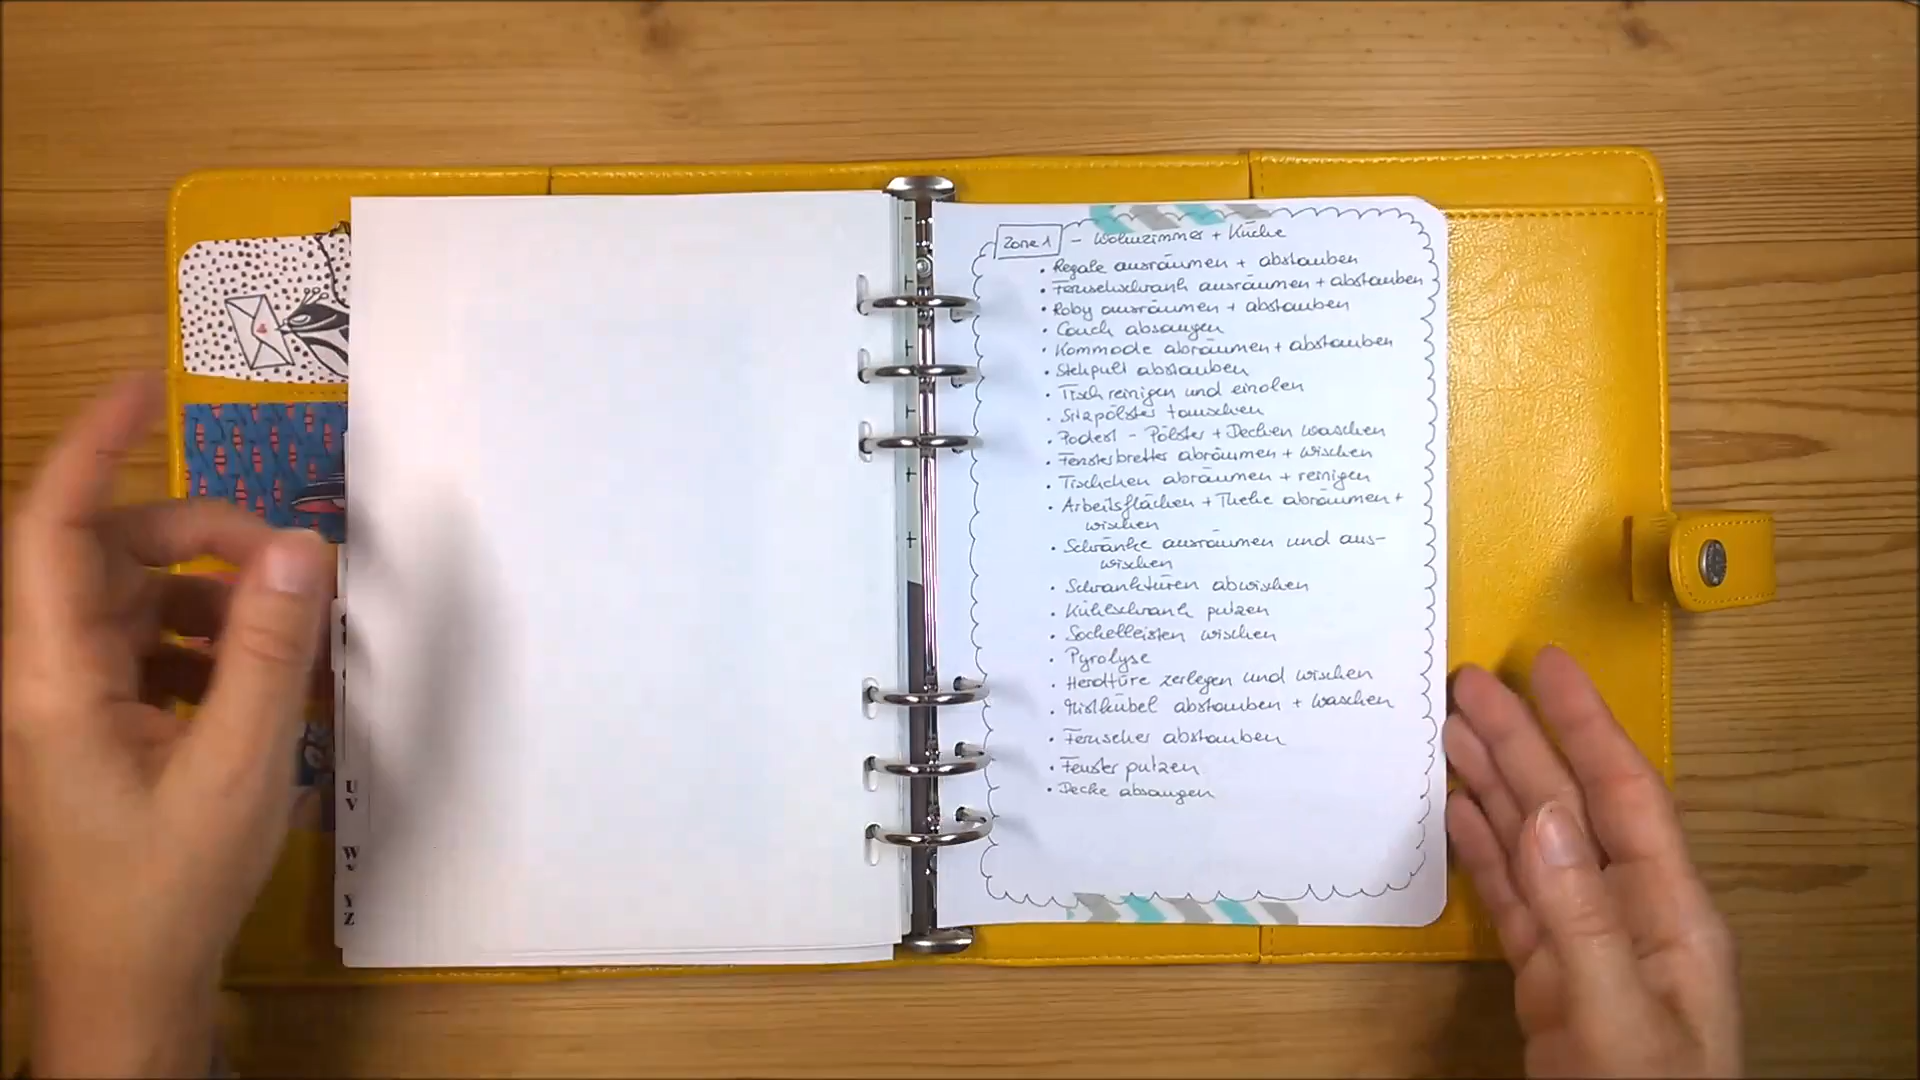 Zone 1 - Wohnzimmer + Küche
• Regale ausräumen + abstauben
• Fernsehschrank ausräumen + abstauben
• Roby ausräumen + abstauben
• Couch absaugen
• Kommode abräumen + abstauben
• Stehpult abstauben
• Tisch reinigen und einölen
• Sitzpölster tauschen
• Podest - Pölster + Decken waschen
• Fensterbretter abräumen + wischen
• Tischchen abräumen + reinigen
• Arbeitsflächen + Theke abräumen +
wischen
• Schränke ausräumen und aus-
wischen
• Schranktüren abwischen
• Kühlschrank putzen
• Sockelleisten wischen
• Pyrolyse
• Herdtüre zerlegen und wischen
• Mistkübel abstauben + waschen
• Fernseher abstauben
• Fenster putzen
• Decke absaugen
U
V
W
Y
Z